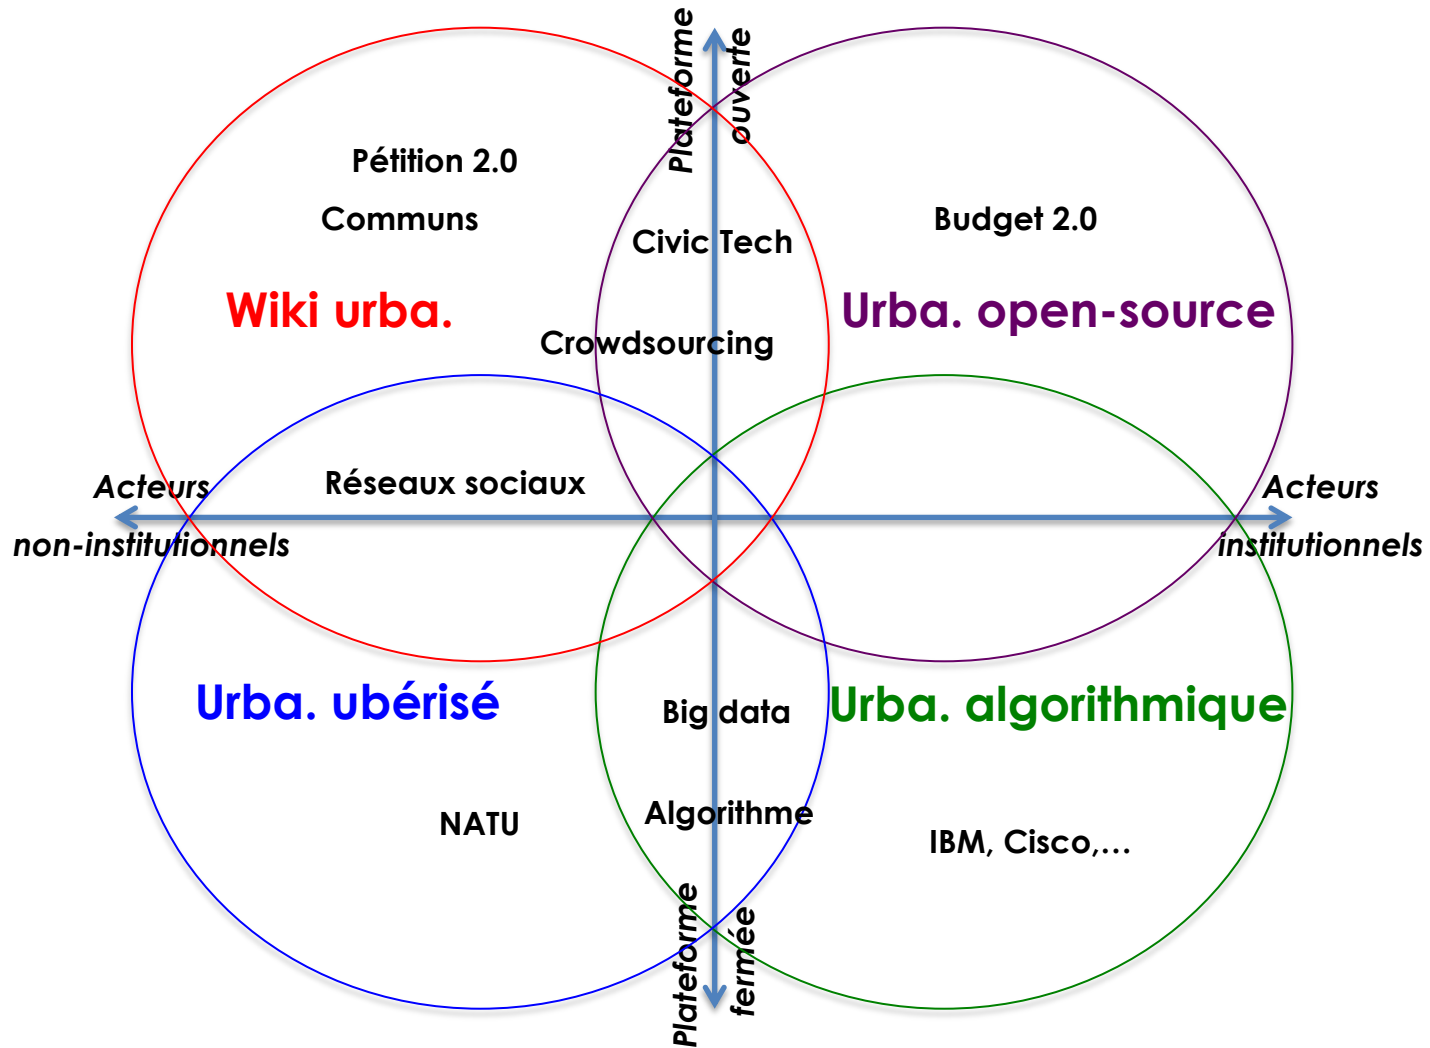 Plateforme
ouverte
Pétition 2.0
Communs
Civic Tech
Budget 2.0
Wiki urba.
Urba. open-source
Crowdsourcing
Acteurs
non-institutionnels
Réseaux sociaux
Acteurs
institutionnels
Urba. ubérisé
Big data
Urba. algorithmique
Algorithme
NATU
IBM, Cisco,…
Plateforme
fermée